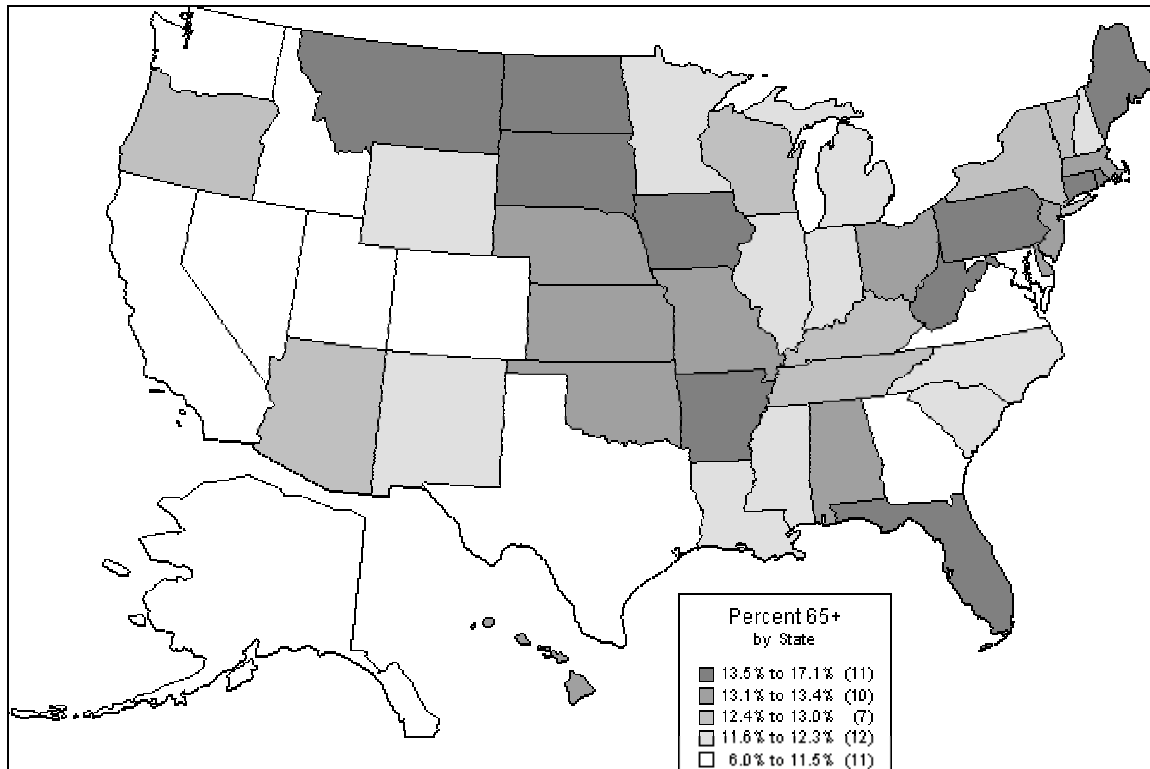 Percent 65+
by State
13.5% to 17.1% (11)
13.1% to 13.4% (10)
12.4% to 13.0% (7)
11.6% to 12.3% (12)
6.0% to 11.5% (11)